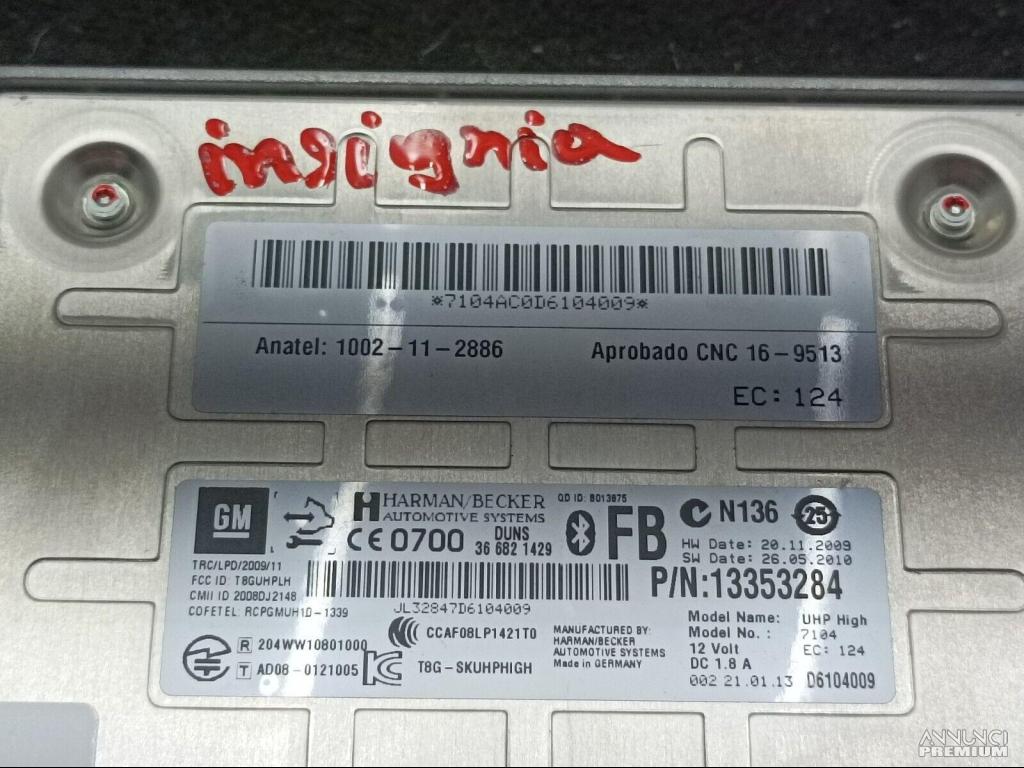 insignia
*7104AC0D6104009*
Anatel: 1002-11-2886 Aprobado CNC 16-9513
EC: 124
GM
HARMAN/BECKER
AUTOMOTIVE SYSTEMS
QD ID: B013875
CE 0700
DUNS
36 682 1429
FB
N136
25
HW Date: 20.11.2009
SW Date: 26.05.2010
TRC/LPD/2009/11
FCC ID: T8GUHPLH
CMII ID 2008DJ2148
COFETEL: RCPGMUH1D-1339
JL32847D6104009
P/N:13353284
R 204WW10801000
T AD08-0121005
CCAF08LP1421T0
T8G-SKUHPHIGH
MANUFACTURED BY:
HARMAN/BECKER
AUTOMOTIVE SYSTEMS
Made in GERMANY
Model Name: UHP High
Model No.: 7104
12 Volt EC: 124
DC 1.8 A
002 21.01.13 D6104009
ANNUNCI
PREMIUM